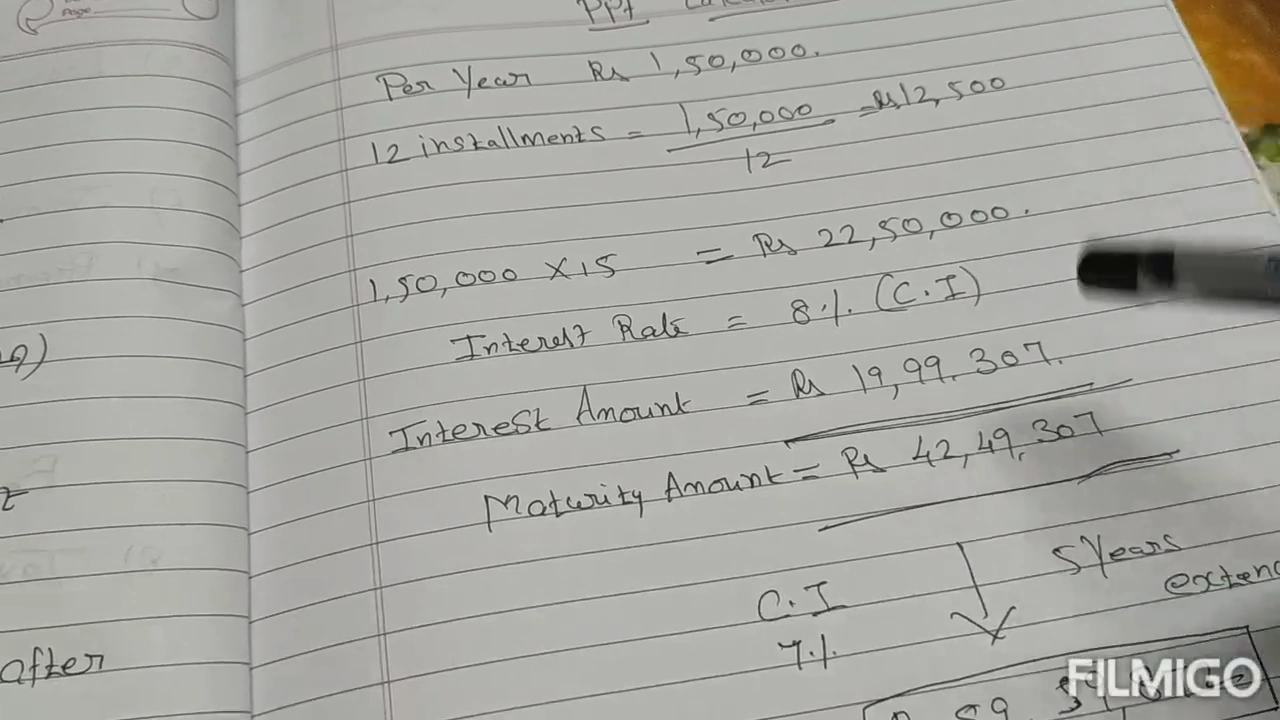 Page
PPF
Per Year Rs 1,50,000.
12 installments = 1,50,000 / 12 = Rs 12,500
1,50,000 × 15 = Rs 22,50,000.
Interest Rate = 8.%. (C.I)
Interest Amount = Rs 19,99,307.
Maturity Amount = Rs 42,49,307
5 Years
C.I
7.%.
after
FILMIGO